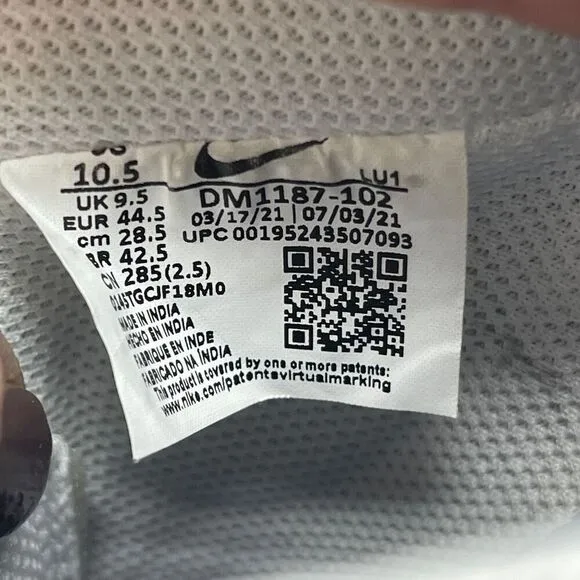 10.5
LU1
UK 9.5
DM1187-102
EUR 44.5
03/17/21 | 07/03/21
cm 28.5
UPC 00195243507093
BR 42.5
CN 285(2.5)
MADE IN INDIA
HECHO EN INDIA
FABRIQUE EN INDE
FABRICADO NA ÍNDIA
This product is covered by one or more patents:
www.nike.com/patentsvirtualmarking